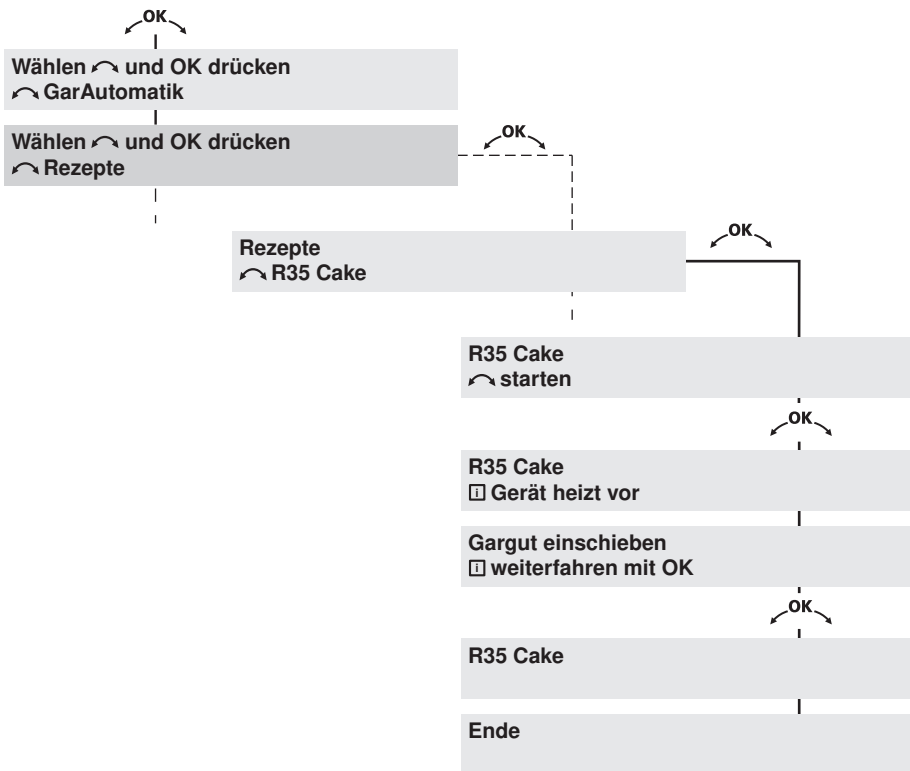 OK
Wählen und OK drücken
GarAutomatik
Wählen und OK drücken
Rezepte
OK
Rezepte
R35 Cake
OK
R35 Cake
starten
OK
R35 Cake
i Gerät heizt vor
Gargut einschieben
i weiterfahren mit OK
OK
R35 Cake
Ende